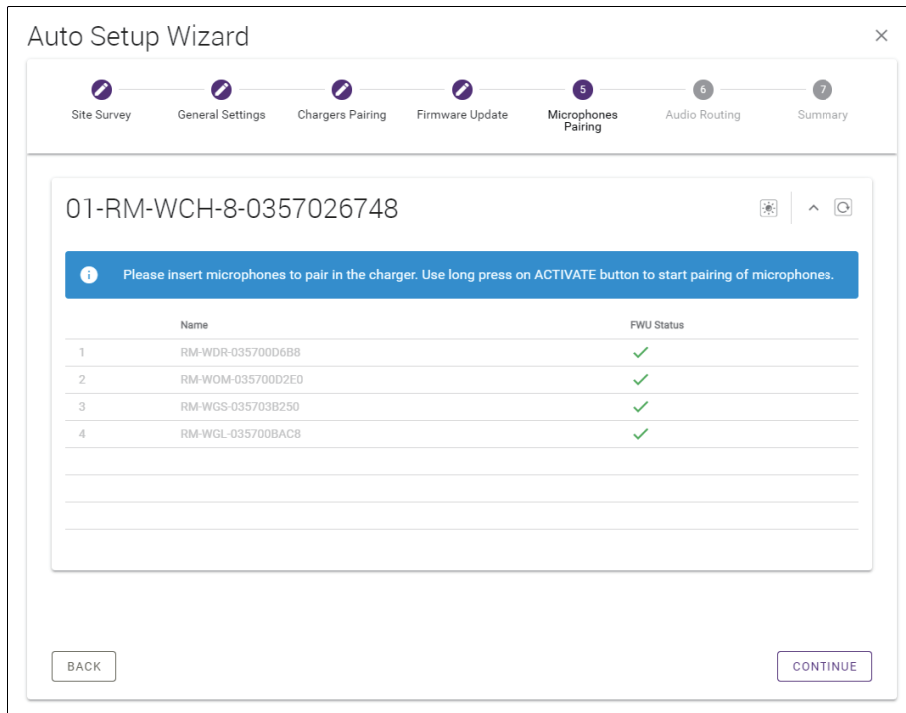 Auto Setup Wizard
Site Survey
General Settings
Chargers Pairing
Firmware Update
5
Microphones
Pairing
6
Audio Routing
7
Summary
01-RM-WCH-8-0357026748
Please insert microphones to pair in the charger. Use long press on ACTIVATE button to start pairing of microphones.
Name FWU Status
1 RM-WDR-035700D6B8
2 RM-WOM-035700D2E0
3 RM-WGS-035703B250
4 RM-WGL-035700BAC8
BACK
CONTINUE